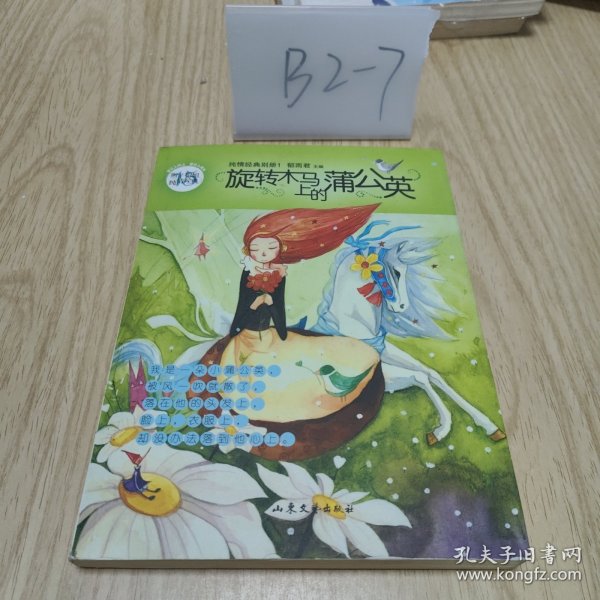 B2-7
纯情经典别册1 郁雨君 主编
旋转木马上的蒲公英
我是一朵小蒲公英，
被风一吹就散了，
落在他的头发上，
脸上，衣服上，
却没办法落到他心上。
山东文艺出版社
孔夫子旧书网
www.kongfz.com